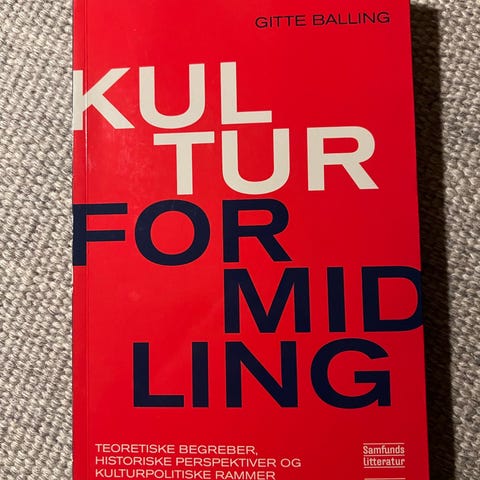 GITTE BALLING
KUL
TUR
FOR
MID
LING
TEORETISKE BEGREBER,
HISTORISKE PERSPEKTIVER OG
KULTURPOLITISKE RAMMER
Samfunds
litteratur